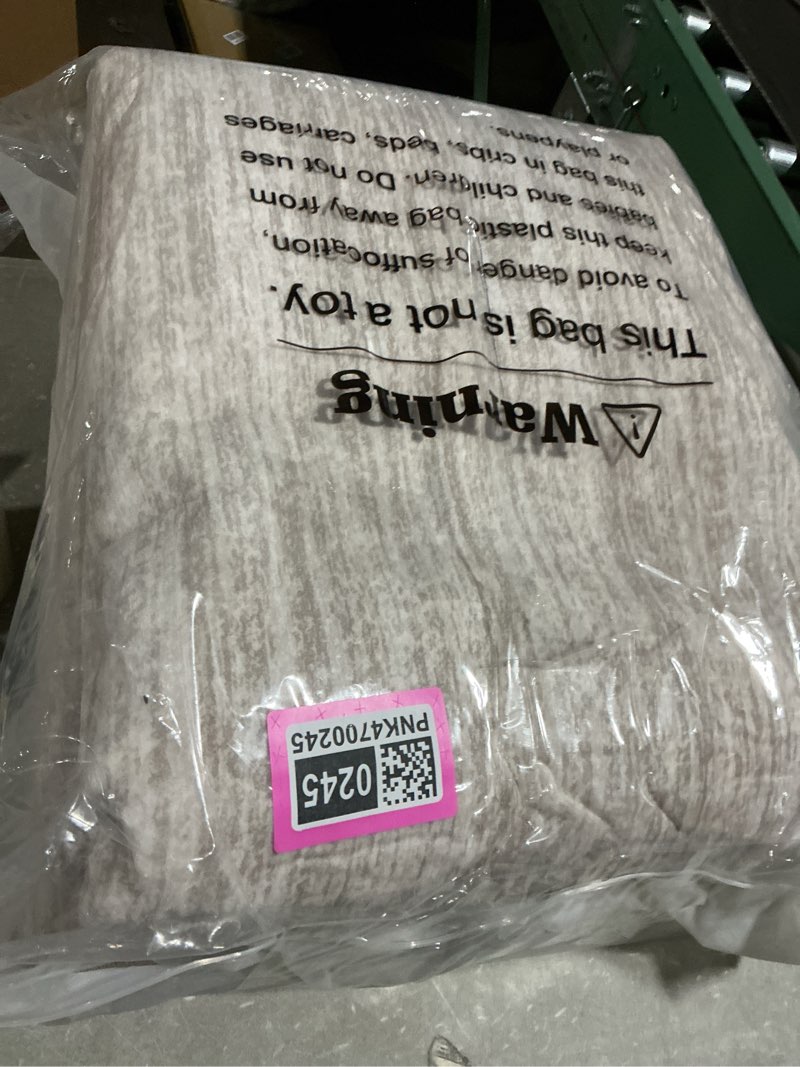 Warning
This bag is not a toy.
To avoid danger of suffocation,
keep this plastic bag away from
babies and children. Do not use
this bag in cribs, beds, carriages
or playpens.
0245
PNK4700245